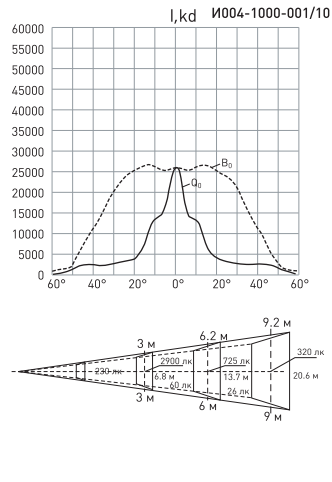 I,kd И004-1000-001/10
60000
55000
50000
45000
40000
35000
30000
25000
20000
15000
10000
5000
0
B₀
Q₀
60° 40° 20° 0° 20° 40° 60°
9.2 м
6.2 м
3 м
320 лк
2900 лк
725 лк
230 лк
6.8 м
13.7 м
20.6 м
60 лк
26 лк
3 м
6 м
9 м